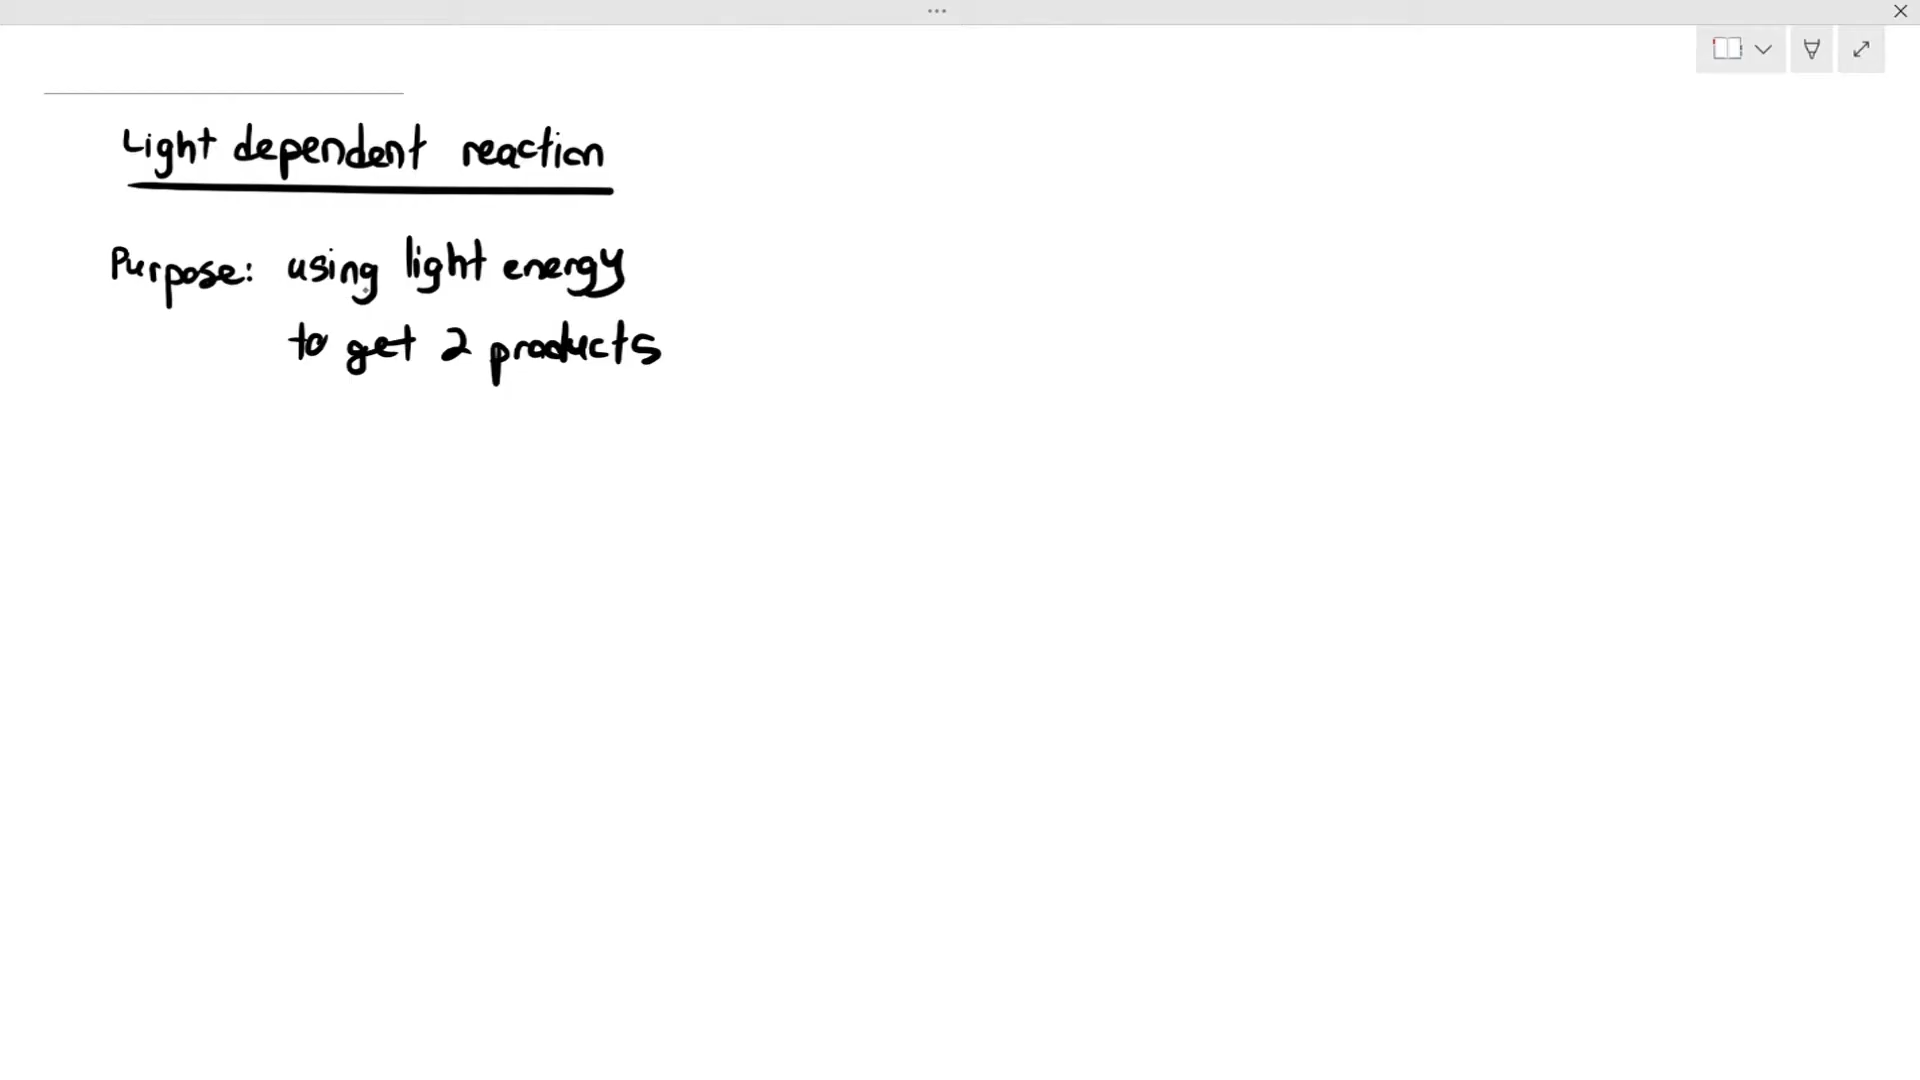 Light dependent reaction
Purpose: using light energy
to get 2 products